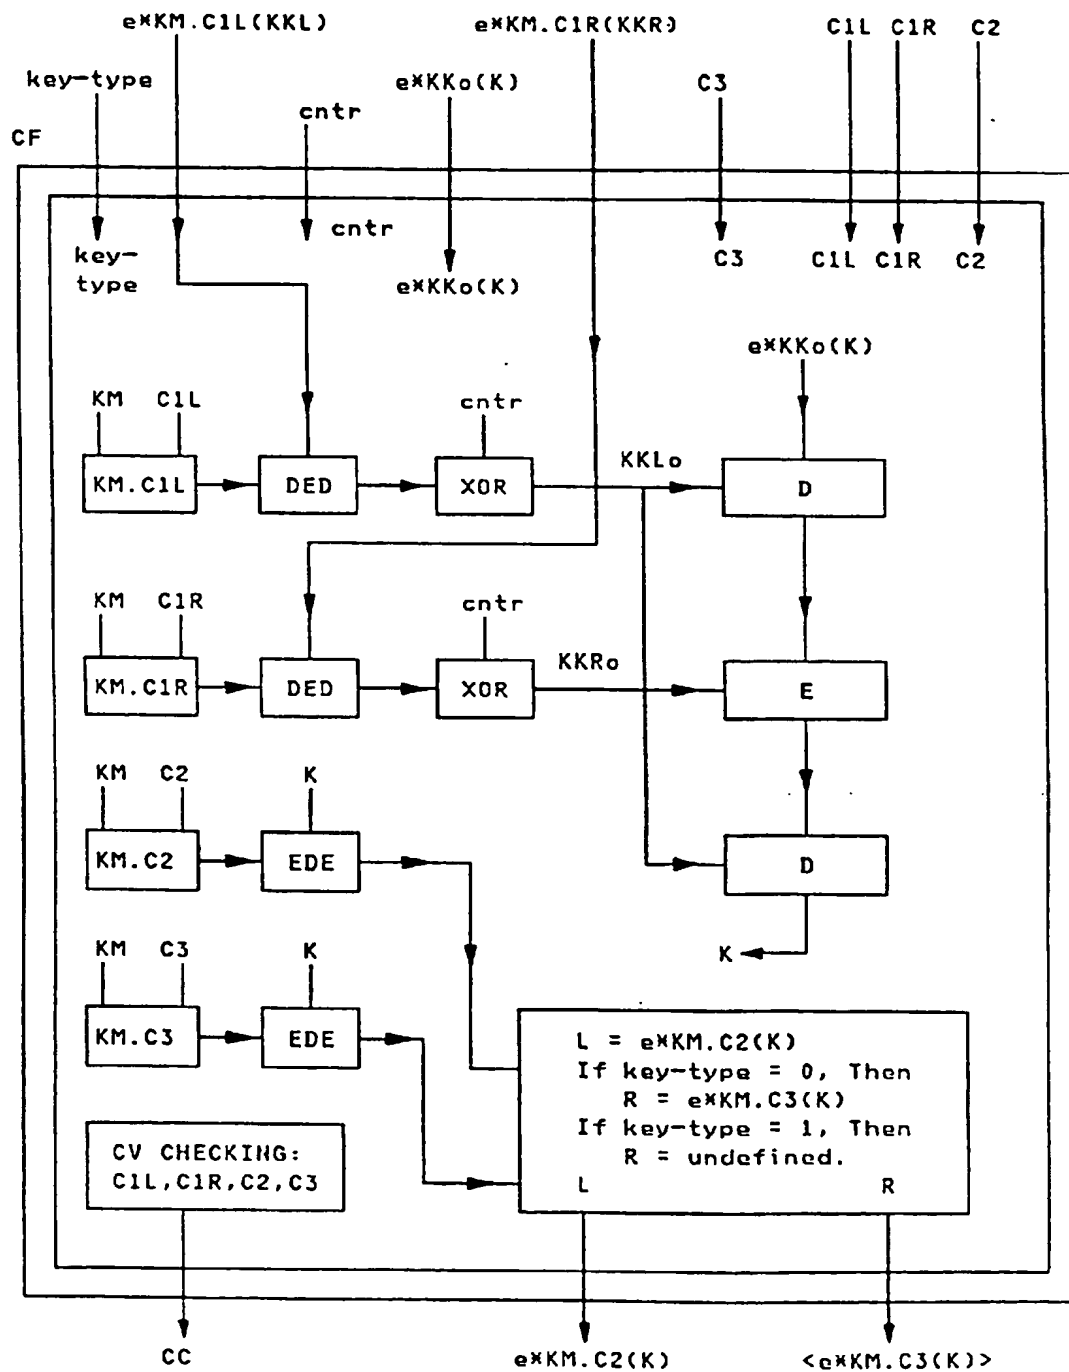 e*KM.C1L(KKL) e*KM.C1R(KKR) C1L C1R C2
key-type e*KKo(K) C3
cntr
CF
cntr
key-
type
e*KKo(K)
C3 C1L C1R C2
e*KKo(K)
KM C1L cntr
KKLo
KM.C1L DED XOR D
KM C1R cntr
KKRo
KM.C1R DED XOR E
KM C2 K
KM.C2 EDE D
KM C3 K K
KM.C3 EDE
L = e*KM.C2(K)
If key-type = 0, Then
R = e*KM.C3(K)
If key-type = 1, Then
R = undefined.
L R
CV CHECKING:
C1L,C1R,C2,C3
CC e*KM.C2(K) <e*KM.C3(K)>